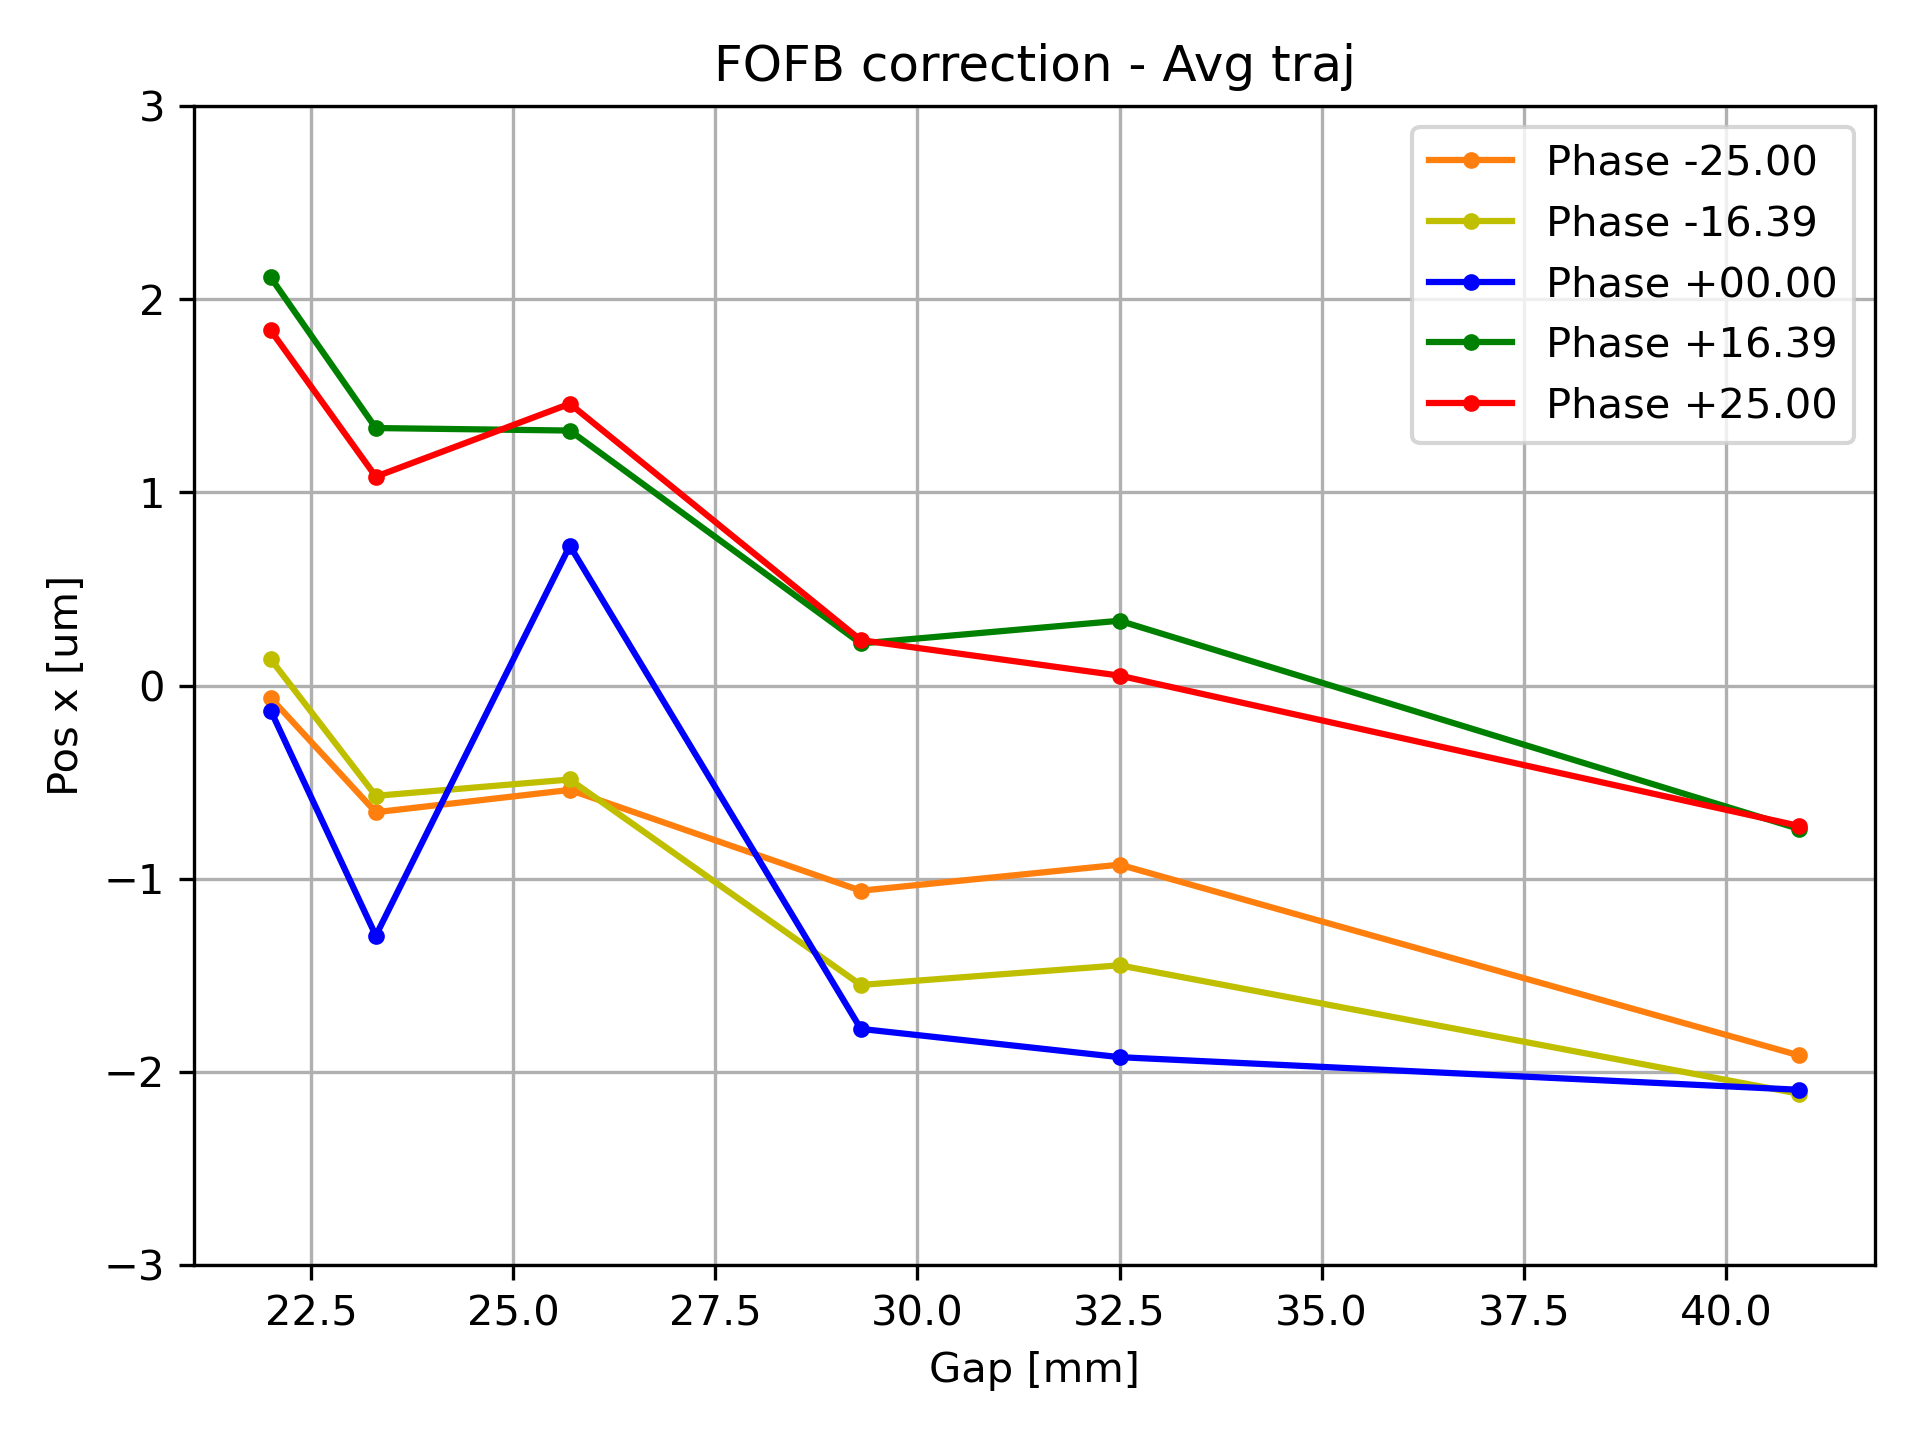 FOFB correction - Avg traj
3
2
1
0
−1
−2
−3
Pos x [um]
Phase -25.00
Phase -16.39
Phase +00.00
Phase +16.39
Phase +25.00
22.5 25.0 27.5 30.0 32.5 35.0 37.5 40.0
Gap [mm]